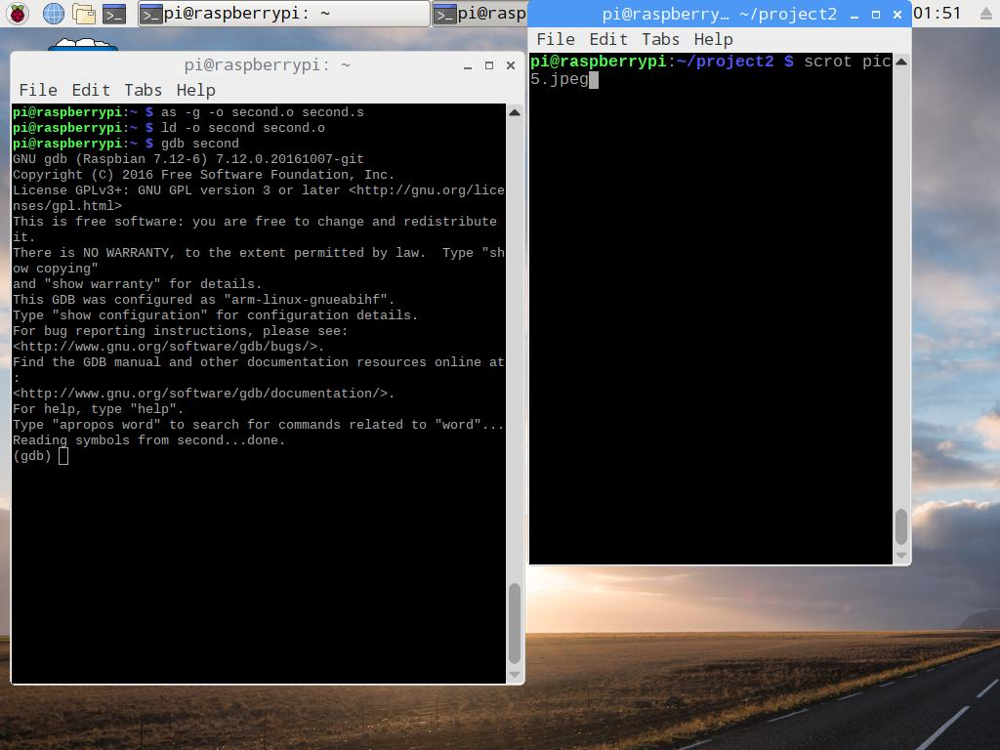 pi@raspberrypi: ~
pi@rasp
01:51
pi@raspberrypi: ~
File Edit Tabs Help
pi@raspberrypi:~ $ as -g -o second.o second.s
pi@raspberrypi:~ $ ld -o second second.o
pi@raspberrypi:~ $ gdb second
GNU gdb (Raspbian 7.12-6) 7.12.0.20161007-git
Copyright (C) 2016 Free Software Foundation, Inc.
License GPLv3+: GNU GPL version 3 or later <http://gnu.org/lice
nses/gpl.html>
This is free software: you are free to change and redistribute
it.
There is NO WARRANTY, to the extent permitted by law.  Type "sh
ow copying"
and "show warranty" for details.
This GDB was configured as "arm-linux-gnueabihf".
Type "show configuration" for configuration details.
For bug reporting instructions, please see:
<http://www.gnu.org/software/gdb/bugs/>.
Find the GDB manual and other documentation resources online at
:
<http://www.gnu.org/software/gdb/documentation/>.
For help, type "help".
Type "apropos word" to search for commands related to "word"...
Reading symbols from second...done.
(gdb)
pi@raspberry… ~/project2
File Edit Tabs Help
pi@raspberrypi:~/project2 $ scrot pic
5.jpeg